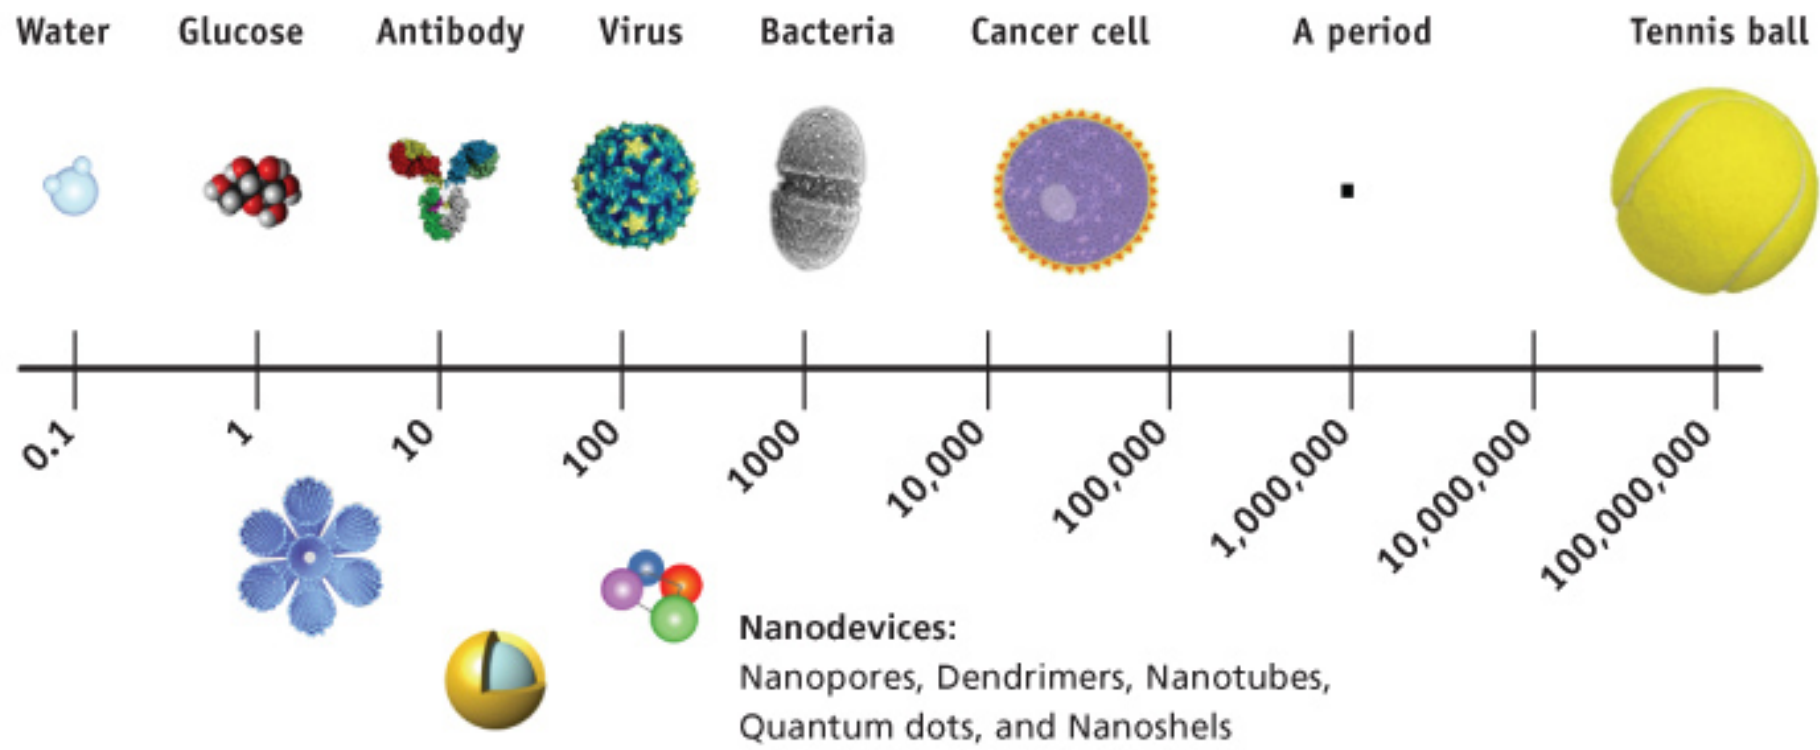 Water Glucose Antibody Virus Bacteria Cancer cell A period Tennis ball
0.1 1 10 100 1000 10,000 100,000 1,000,000 10,000,000 100,000,000
Nanodevices:
Nanopores, Dendrimers, Nanotubes,
Quantum dots, and Nanoshels